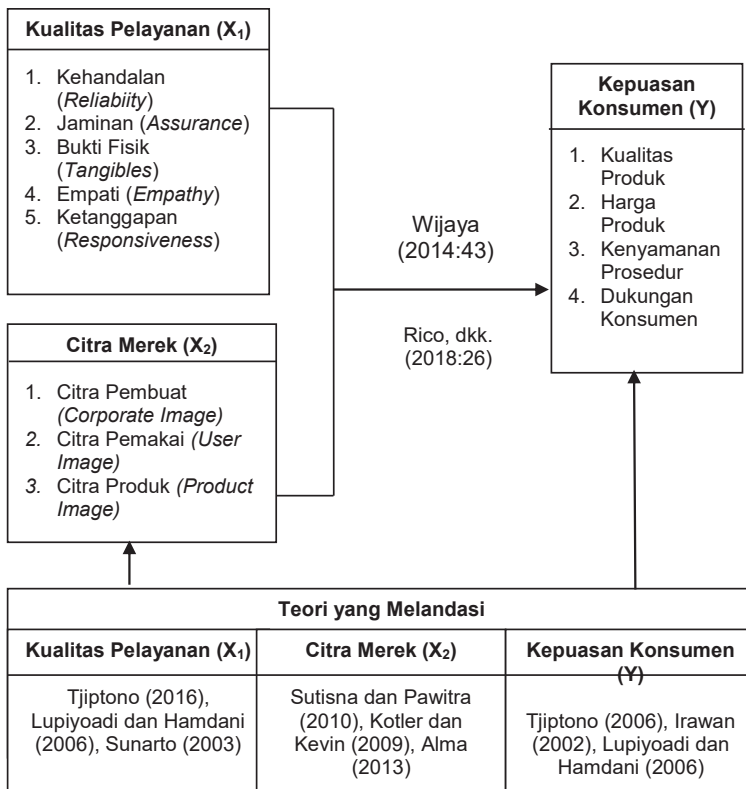 Kualitas Pelayanan (X₁)
1. Kehandalan
(Reliabiity)
2. Jaminan (Assurance)
3. Bukti Fisik
(Tangibles)
4. Empati (Empathy)
5. Ketanggapan
(Responsiveness)
Citra Merek (X₂)
1. Citra Pembuat
(Corporate Image)
2. Citra Pemakai (User
Image)
3. Citra Produk (Product
Image)
Wijaya
(2014:43)
Rico, dkk.
(2018:26)
Kepuasan
Konsumen (Y)
1. Kualitas
Produk
2. Harga
Produk
3. Kenyamanan
Prosedur
4. Dukungan
Konsumen
Teori yang Melandasi
Kualitas Pelayanan (X₁)
Citra Merek (X₂)
Kepuasan Konsumen
(Y)
Tjiptono (2016),
Lupiyoadi dan Hamdani
(2006), Sunarto (2003)
Sutisna dan Pawitra
(2010), Kotler dan
Kevin (2009), Alma
(2013)
Tjiptono (2006), Irawan
(2002), Lupiyoadi dan
Hamdani (2006)